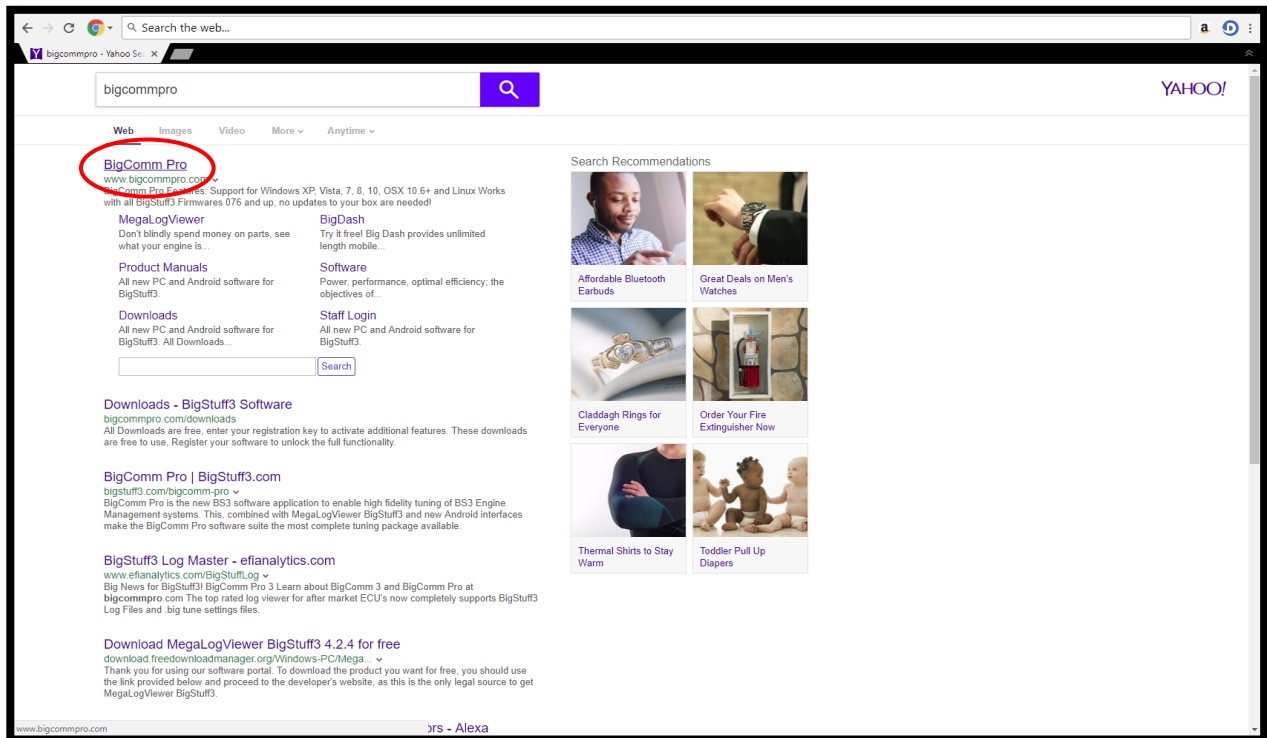 Search the web...
a
bigcommpro - Yahoo Se
bigcommpro
YAHOO!
Web Images Video More Anytime
BigComm Pro
www.bigcommpro.com
BigComm Pro Features: Support for Windows XP, Vista, 7, 8, 10, OSX 10.6+ and Linux Works
with all BigStuff3 Firmwares 076 and up, no updates to your box are needed!
MegaLogViewer
Don't blindly spend money on parts, see
what your engine is...
BigDash
Try it free! Big Dash provides unlimited
length mobile...
Product Manuals
All new PC and Android software for
BigStuff3.
Software
Power, performance, optimal efficiency; the
objectives of...
Downloads
All new PC and Android software for
BigStuff3. All Downloads...
Staff Login
All new PC and Android software for
BigStuff3.
Search
Downloads - BigStuff3 Software
bigcommpro.com/downloads
All Downloads are free, enter your registration key to activate additional features. These downloads
are free to use, Register your software to unlock the full functionality.
BigComm Pro | BigStuff3.com
bigstuff3.com/bigcomm-pro
BigComm Pro is the new BS3 software application to enable high fidelity tuning of BS3 Engine
Management systems. This, combined with MegaLogViewer BigStuff3 and new Android interfaces
make the BigComm Pro software suite the most complete tuning package available.
BigStuff3 Log Master - efianalytics.com
www.efianalytics.com/BigStuffLog
Big News for BigStuff3! BigComm Pro 3 Learn about BigComm 3 and BigComm Pro at
bigcommpro.com The top rated log viewer for after market ECU's now completely supports BigStuff3
Log Files and .big tune settings files.
Download MegaLogViewer BigStuff3 4.2.4 for free
download.freedownloadmanager.org/Windows-PC/Mega...
Thank you for using our software portal. To download the product you want for free, you should use
the link provided below and proceed to the developer's website, as this is the only legal source to get
MegaLogViewer BigStuff3.
ors - Alexa
www.bigcommpro.com
Search Recommendations
Affordable Bluetooth
Earbuds
Great Deals on Men's
Watches
Claddagh Rings for
Everyone
Order Your Fire
Extinguisher Now
Thermal Shirts to Stay
Warm
Toddler Pull Up
Diapers